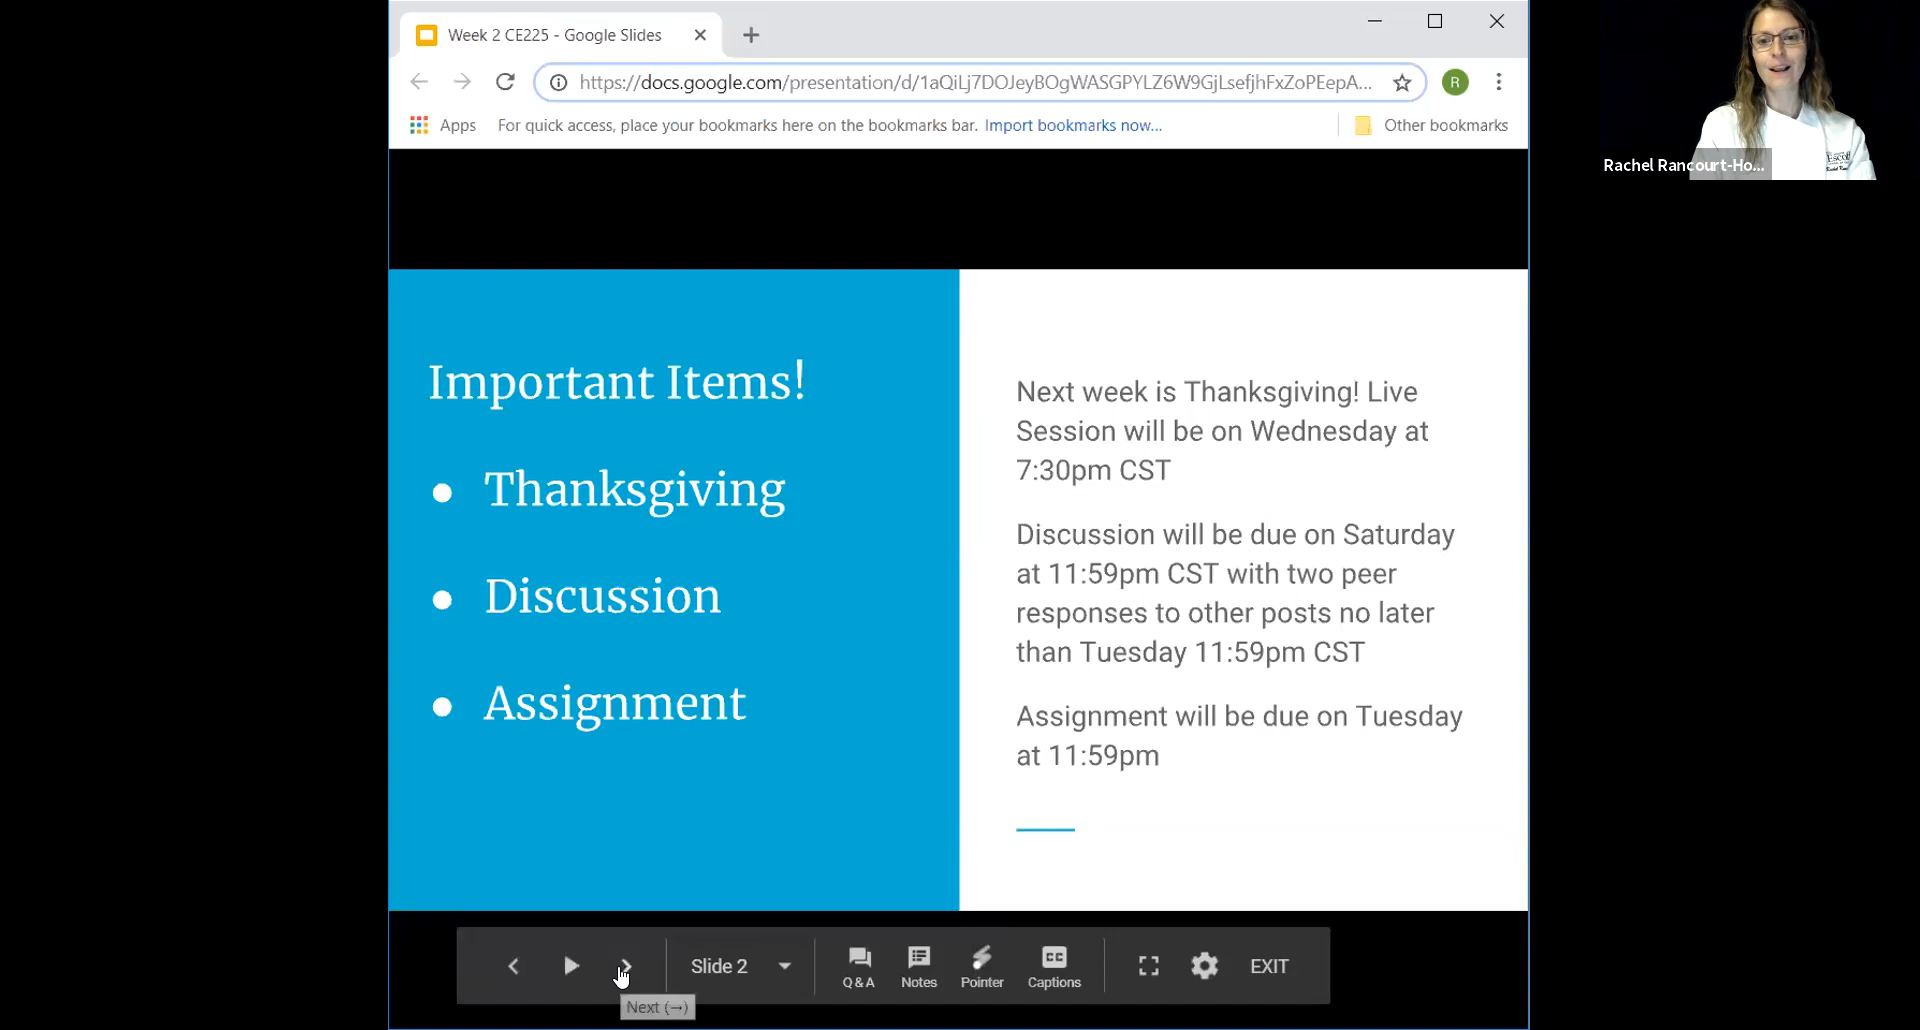 Week 2 CE225 - Google Slides
https://docs.google.com/presentation/d/1aQiLj7DOJeyBOgWASGPYLZ6W9GjLsefjhFxZoPEepA...
R
Apps
For quick access, place your bookmarks here on the bookmarks bar. Import bookmarks now...
Other bookmarks
Rachel Rancourt-Ho...
Important Items!
● Thanksgiving
● Discussion
● Assignment
Next week is Thanksgiving! Live
Session will be on Wednesday at
7:30pm CST
Discussion will be due on Saturday
at 11:59pm CST with two peer
responses to other posts no later
than Tuesday 11:59pm CST
Assignment will be due on Tuesday
at 11:59pm
Slide 2
Q & A
Notes
Pointer
CC
Captions
EXIT
Next (→)